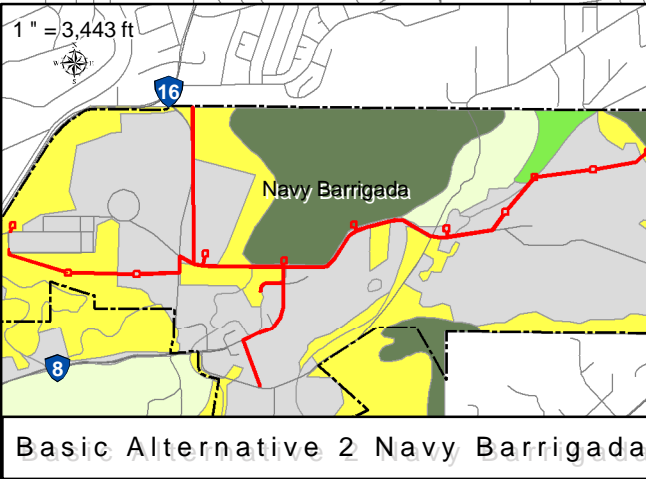 1 " = 3,443 ft
N
W E
S
16
Navy Barrigada
8
Basic Alternative 2 Navy Barrigada